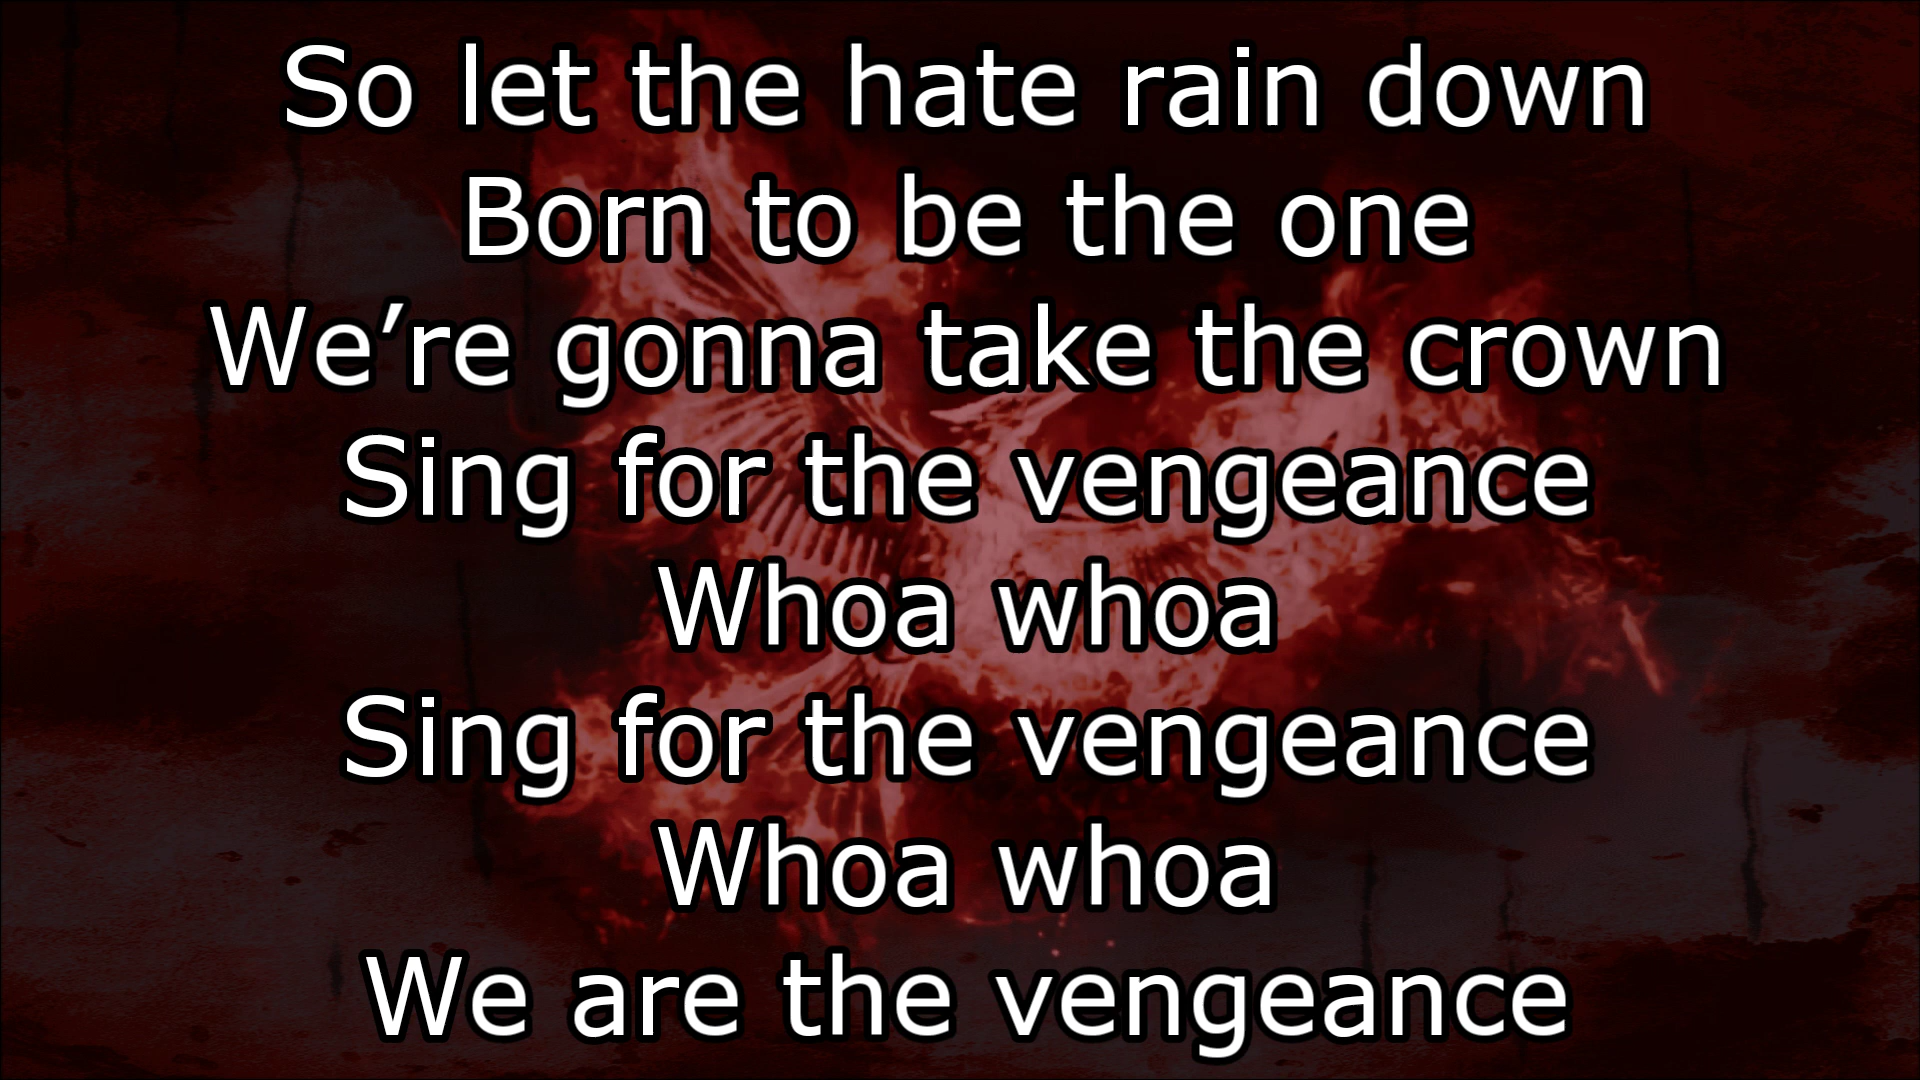 So let the hate rain down
Born to be the one
We’re gonna take the crown
Sing for the vengeance
Whoa whoa
Sing for the vengeance
Whoa whoa
We are the vengeance